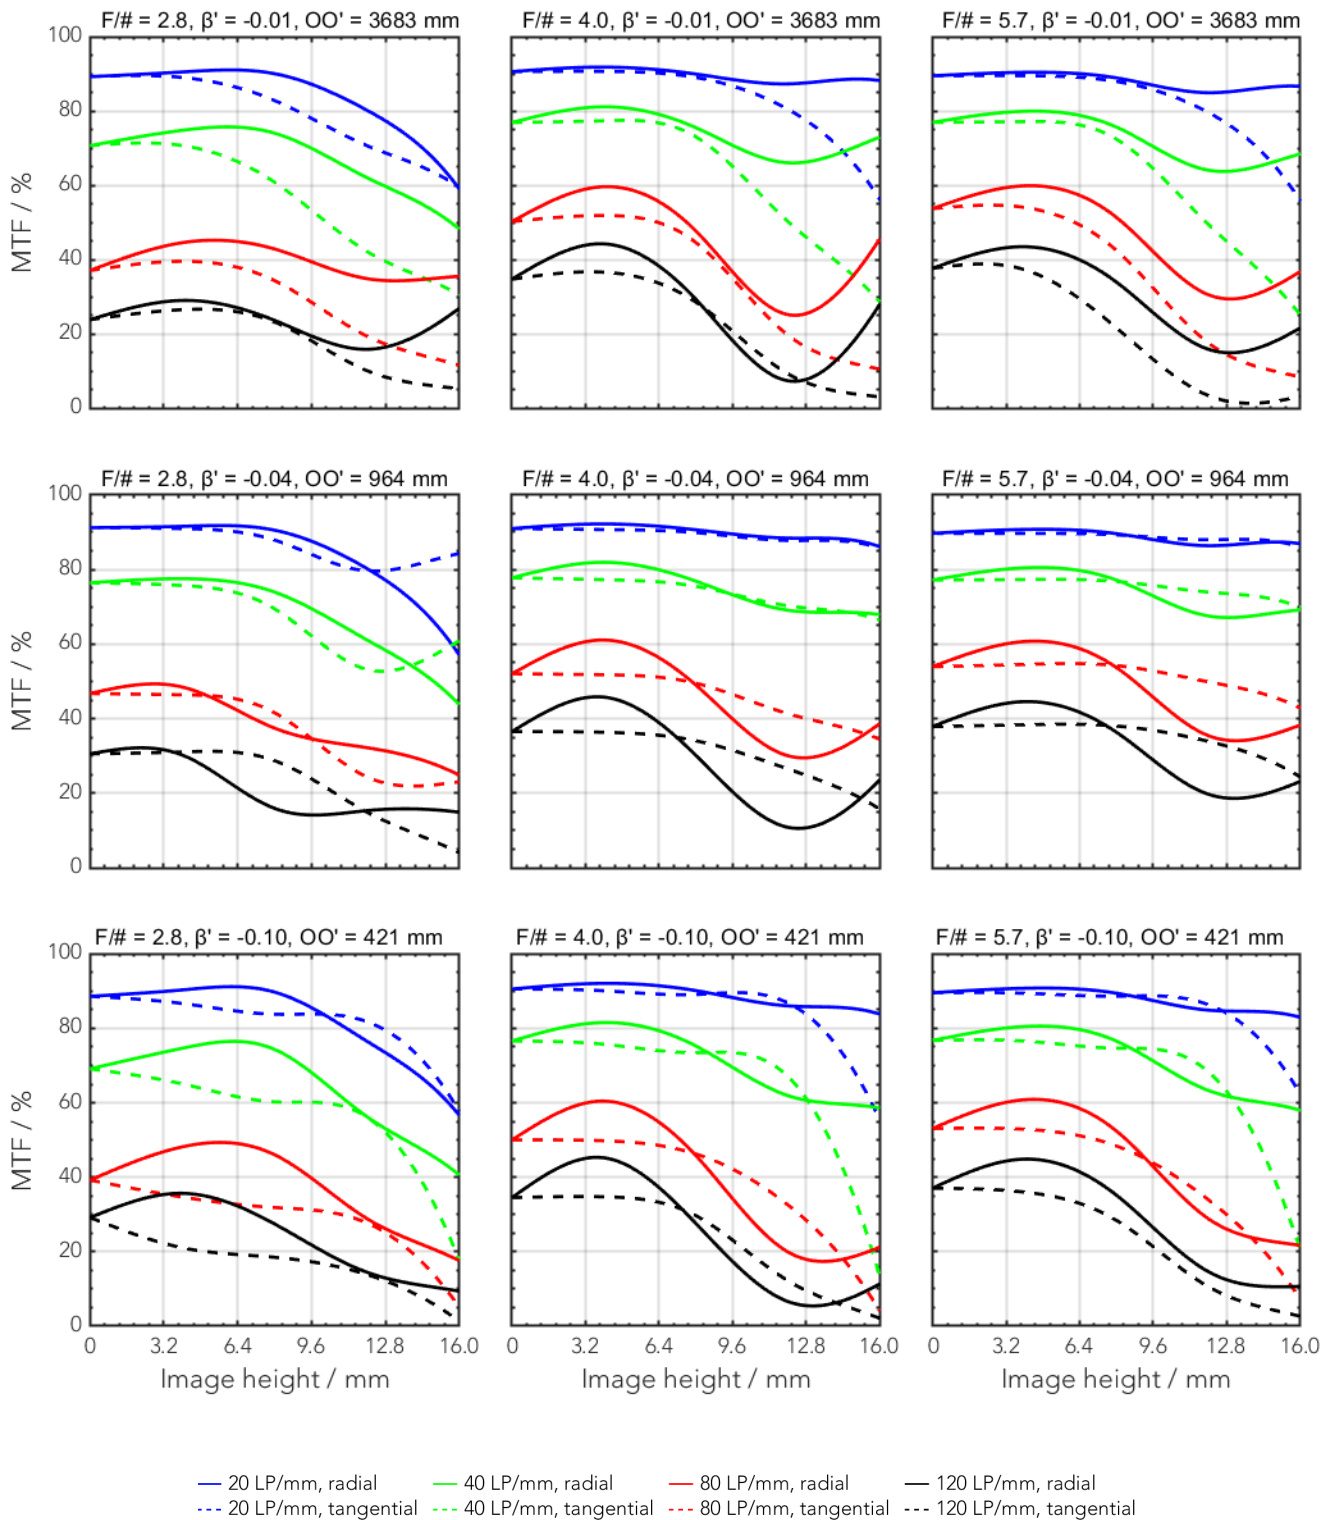 F/# = 2.8, β' = -0.01, OO' = 3683 mm
F/# = 4.0, β' = -0.01, OO' = 3683 mm
F/# = 5.7, β' = -0.01, OO' = 3683 mm
100
80
60
40
20
0
MTF / %
F/# = 2.8, β' = -0.04, OO' = 964 mm
F/# = 4.0, β' = -0.04, OO' = 964 mm
F/# = 5.7, β' = -0.04, OO' = 964 mm
100
80
60
40
20
0
MTF / %
F/# = 2.8, β' = -0.10, OO' = 421 mm
F/# = 4.0, β' = -0.10, OO' = 421 mm
F/# = 5.7, β' = -0.10, OO' = 421 mm
100
80
60
40
20
0
MTF / %
0 3.2 6.4 9.6 12.8 16.0
0 3.2 6.4 9.6 12.8 16.0
0 3.2 6.4 9.6 12.8 16.0
Image height / mm
Image height / mm
Image height / mm
20 LP/mm, radial
40 LP/mm, radial
80 LP/mm, radial
120 LP/mm, radial
20 LP/mm, tangential
40 LP/mm, tangential
80 LP/mm, tangential
120 LP/mm, tangential